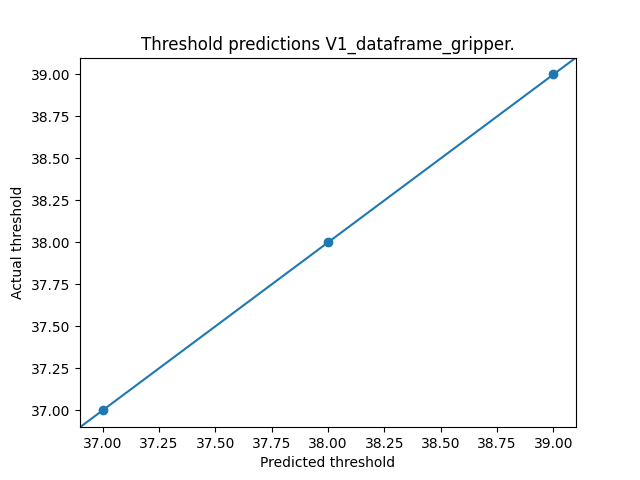 Threshold predictions V1_dataframe_gripper.
39.00
38.75
38.50
38.25
38.00
37.75
37.50
37.25
37.00
Actual threshold
37.00 37.25 37.50 37.75 38.00 38.25 38.50 38.75 39.00
Predicted threshold